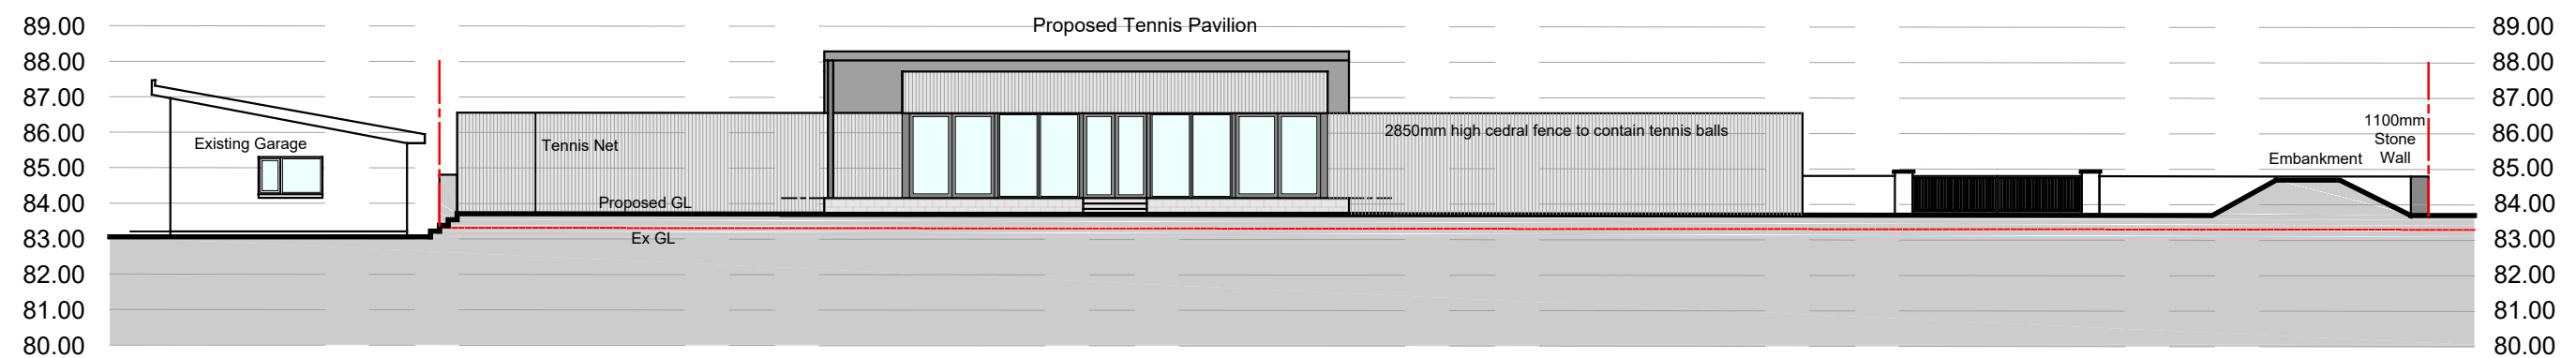 Proposed Tennis Pavilion
89.00
88.00
87.00
86.00
85.00
84.00
83.00
82.00
81.00
80.00
Existing Garage
Tennis Net
Proposed GL
Ex GL
2850mm high cedral fence to contain tennis balls
Embankment
1100mm
Stone
Wall
89.00
88.00
87.00
86.00
85.00
84.00
83.00
82.00
81.00
80.00